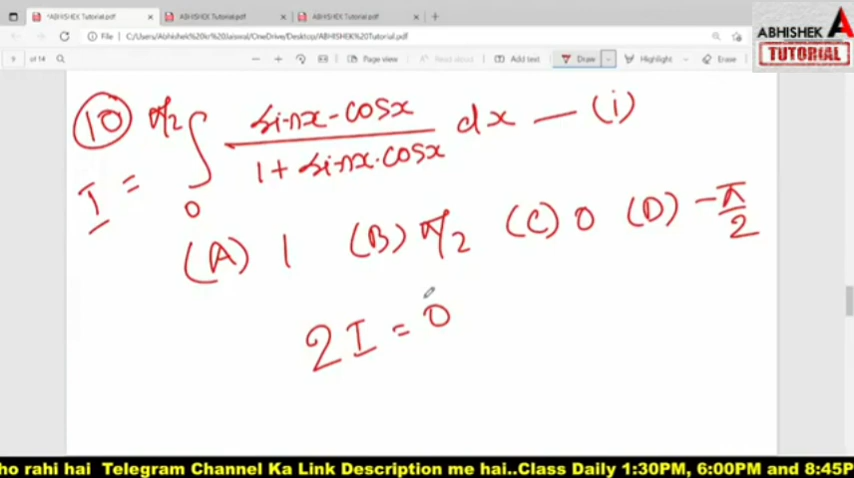 *ABHISHEK Tutorial.pdf × ABHISHEK Tutorial.pdf × ABHISHEK Tutorial.pdf × +
File | C:/Users/Abhishek%20kr%20Jaiswal/OneDrive/Desktop/ABHISHEK%20Tutorial.pdf
9 of 14 Page view Read aloud Add text Draw Highlight Erase
ABHISHEK
TUTORIAL
(10) I = ∫₀^{π/2} (sinx - cosx)/(1 + sinx.cosx) dx — (i)
(A) 1 (B) π/2 (C) 0 (D) -π/2
2I = 0
ho rahi hai Telegram Channel Ka Link Description me hai..Class Daily 1:30PM, 6:00PM and 8:45P